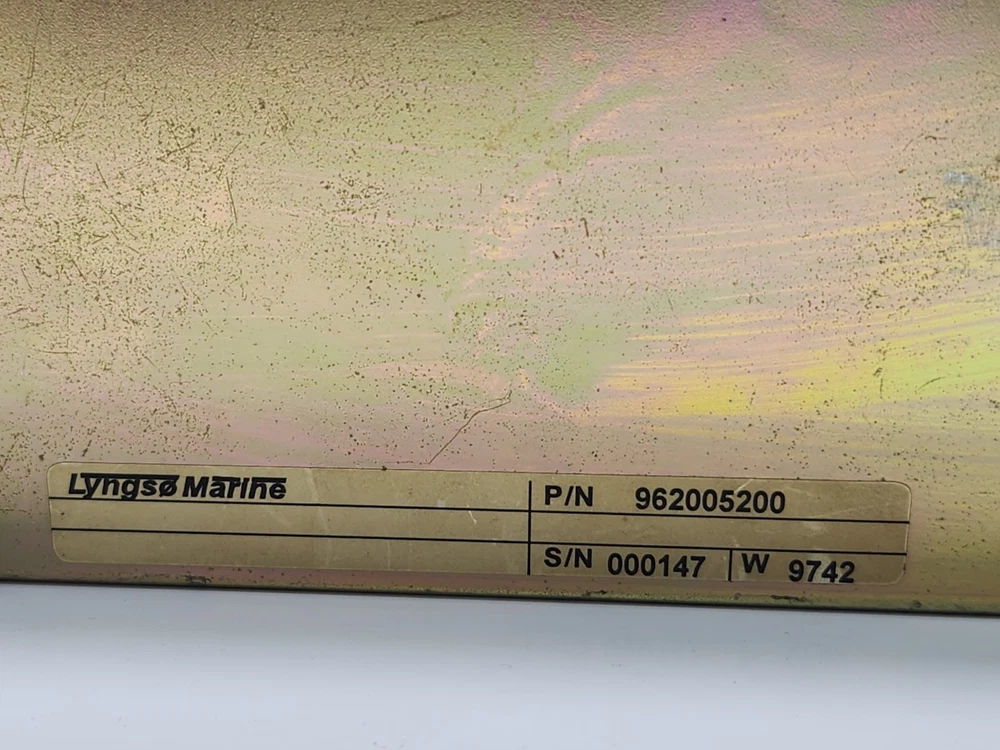 Lyngsø Marine P/N 962005200
S/N 000147 W 9742